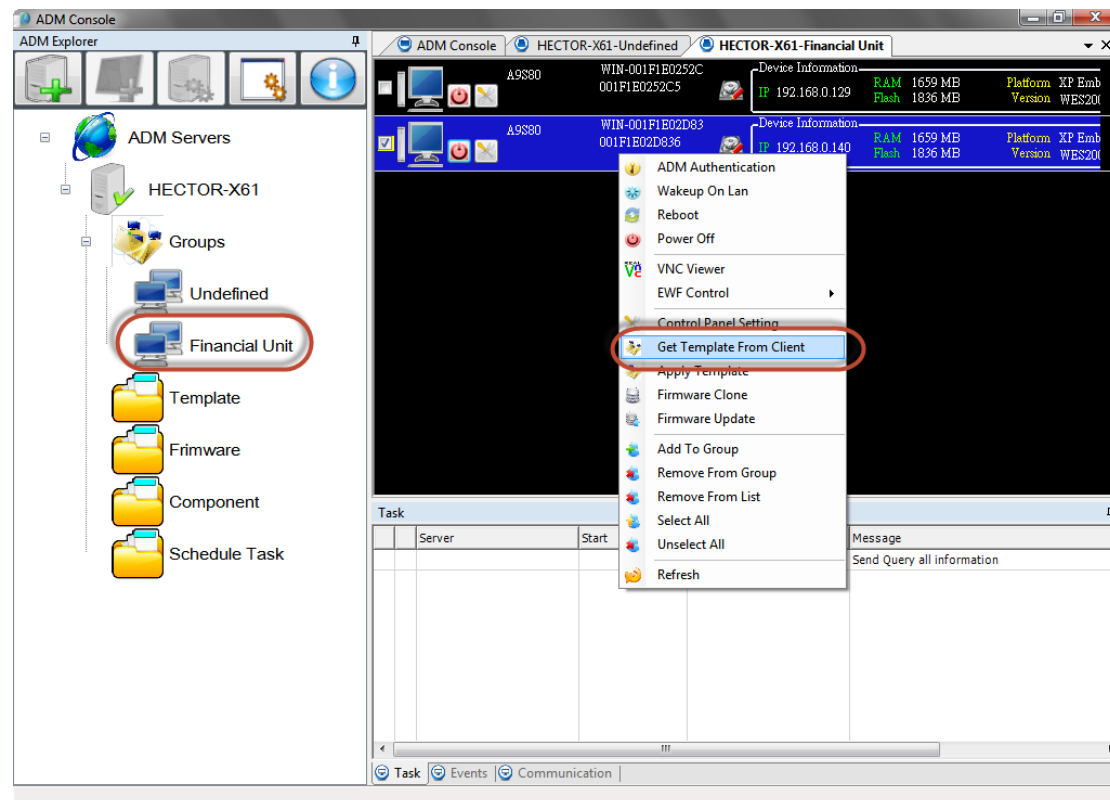 ADM Console
ADM Explorer
ADM Servers
HECTOR-X61
Groups
Undefined
Financial Unit
Template
Frimware
Component
Schedule Task
ADM Console HECTOR-X61-Undefined HECTOR-X61-Financial Unit
A9S80 WIN-001F1E0252C Device Information
001F1E0252C5 IP 192.168.0.129 RAM 1659 MB Platform XP Emb
Flash 1836 MB Version WES200
A9S80 WIN-001F1E02D83 Device Information
001F1E02D836 IP 192.168.0.140 RAM 1659 MB Platform XP Emb
Flash 1836 MB Version WES200
ADM Authentication
Wakeup On Lan
Reboot
Power Off
VNC Viewer
EWF Control
Control Panel Setting
Get Template From Client
Apply Template
Firmware Clone
Firmware Update
Add To Group
Remove From Group
Remove From List
Select All
Unselect All
Refresh
Task
Server Start Message
Send Query all information
Task Events Communication